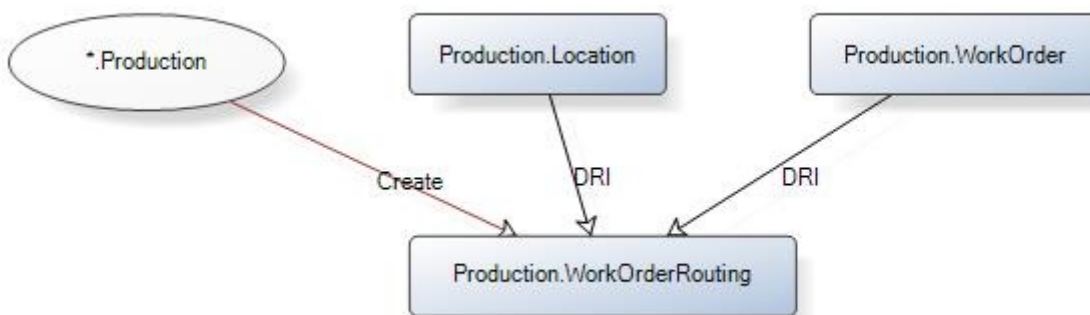 *.Production
Production.Location
Production.WorkOrder
Create
DRI
DRI
Production.WorkOrderRouting